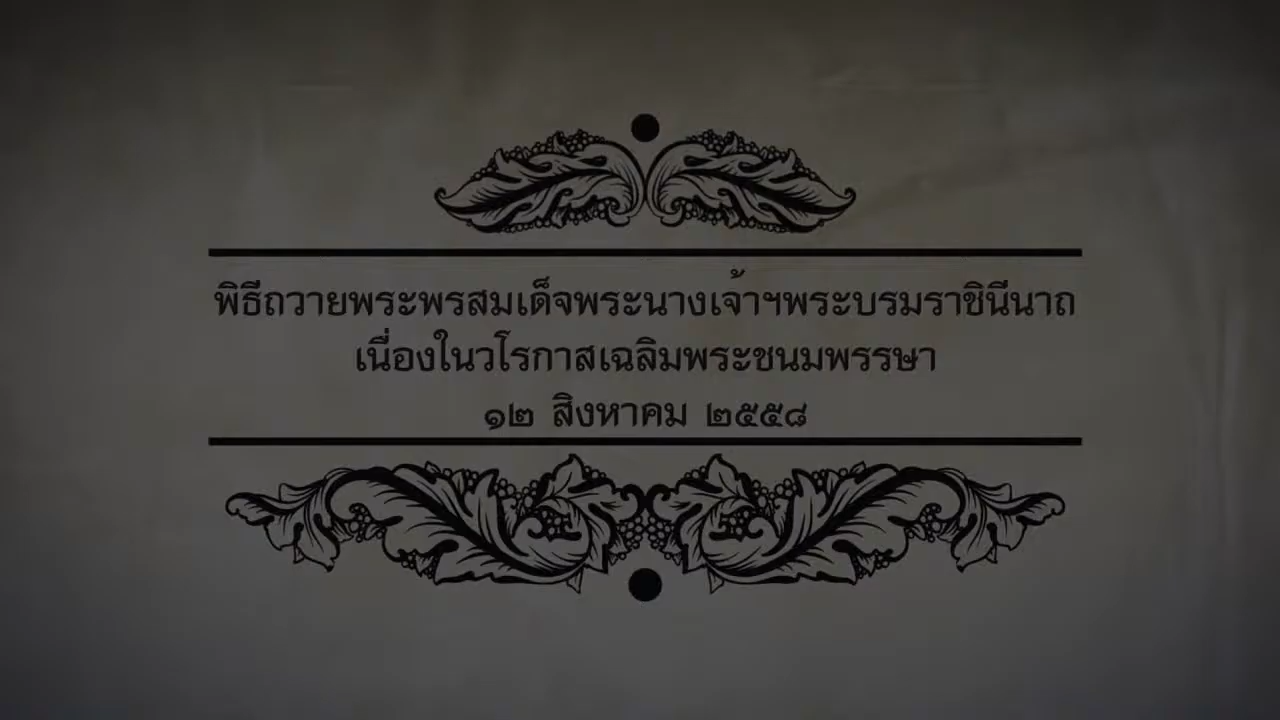 พิธีถวายพระพรสมเด็จพระนางเจ้าฯพระบรมราชินีนาถ
เนื่องในวโรกาสเฉลิมพระชนมพรรษา
๑๒ สิงหาคม ๒๕๕๘